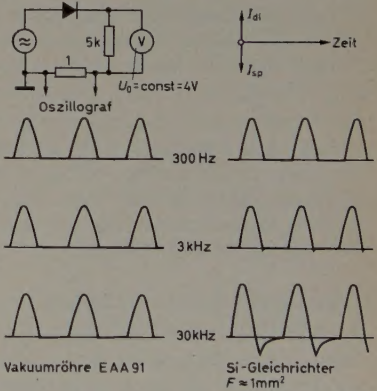 ≈
5k
V
1
U₀=const=4V
Oszillograf
I_di
Zeit
I_sp
300 Hz
3 kHz
30 kHz
Vakuumröhre EAA 91
Si-Gleichrichter
F ≈ 1mm²